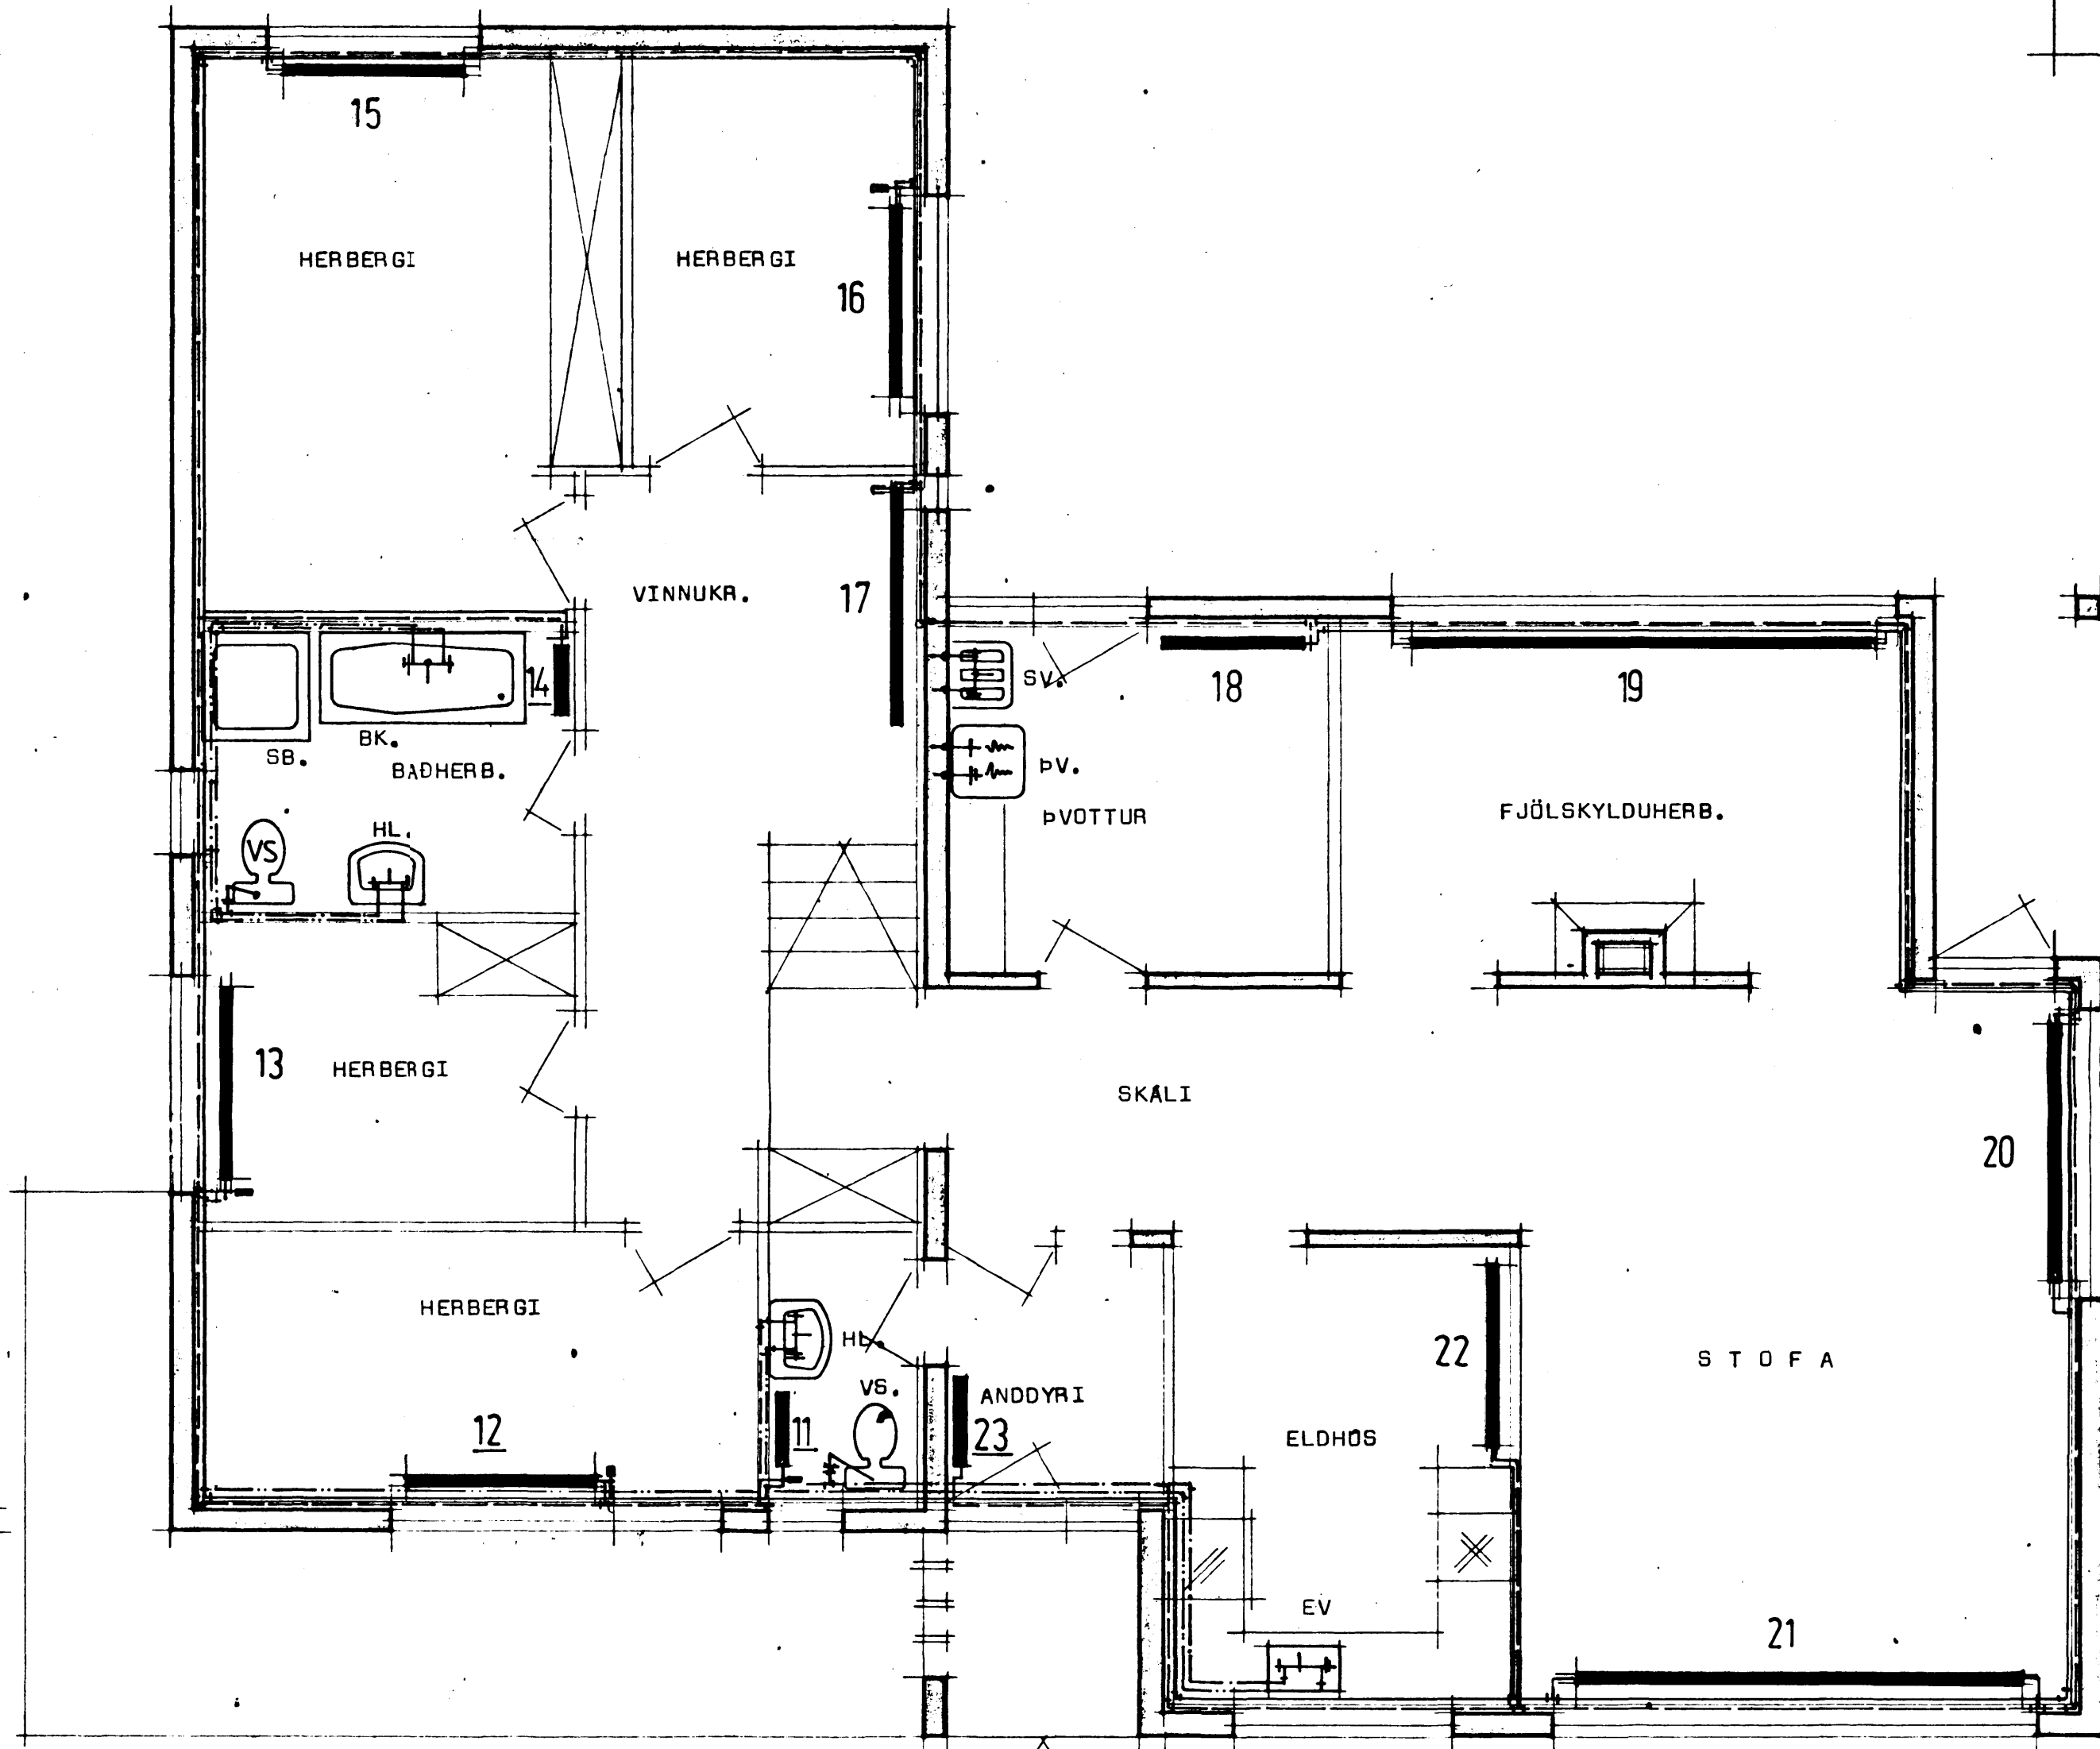 15
HERBERGI
HERBERGI
16
VINNUKR.
17
14
SV.
18
19
BK.
SB.
BAÐHERB.
ÞV.
ÞVOTTUR
FJÖLSKYLDUHERB.
VS
HL.
13
HERBERGI
SKÁLI
20
HERBERGI
HL.
22
STOFA
VS.
ANDDYRI
12
11
23
ELDHÚS
EV
21